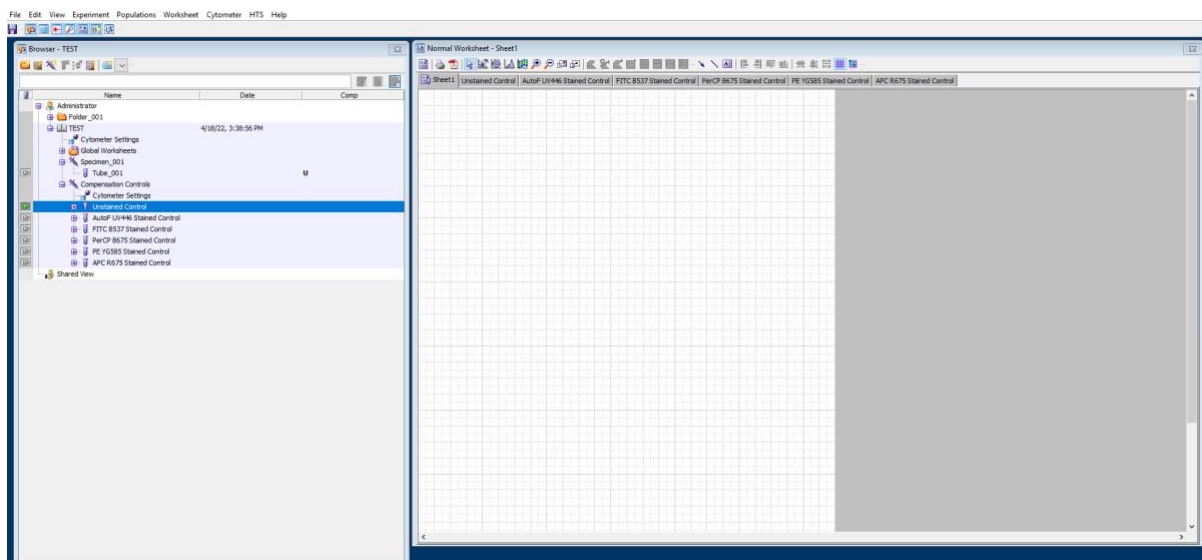 File Edit View Experiment Populations Worksheet Cytometer HTS Help
Browser - TEST
Name Date Comp
Administrator
Folder_001
TEST 4/18/22, 3:38:56 PM
Cytometer Settings
Global Worksheets
Specimen_001
Tube_001 U
Compensation Controls
Cytometer Settings
Unstained Control
AutoF UV446 Stained Control
FITC B537 Stained Control
PerCP B675 Stained Control
PE YG585 Stained Control
APC R675 Stained Control
Shared View
Normal Worksheet - Sheet1
Sheet1 Unstained Control AutoF UV446 Stained Control FITC B537 Stained Control PerCP B675 Stained Control PE YG585 Stained Control APC R675 Stained Control